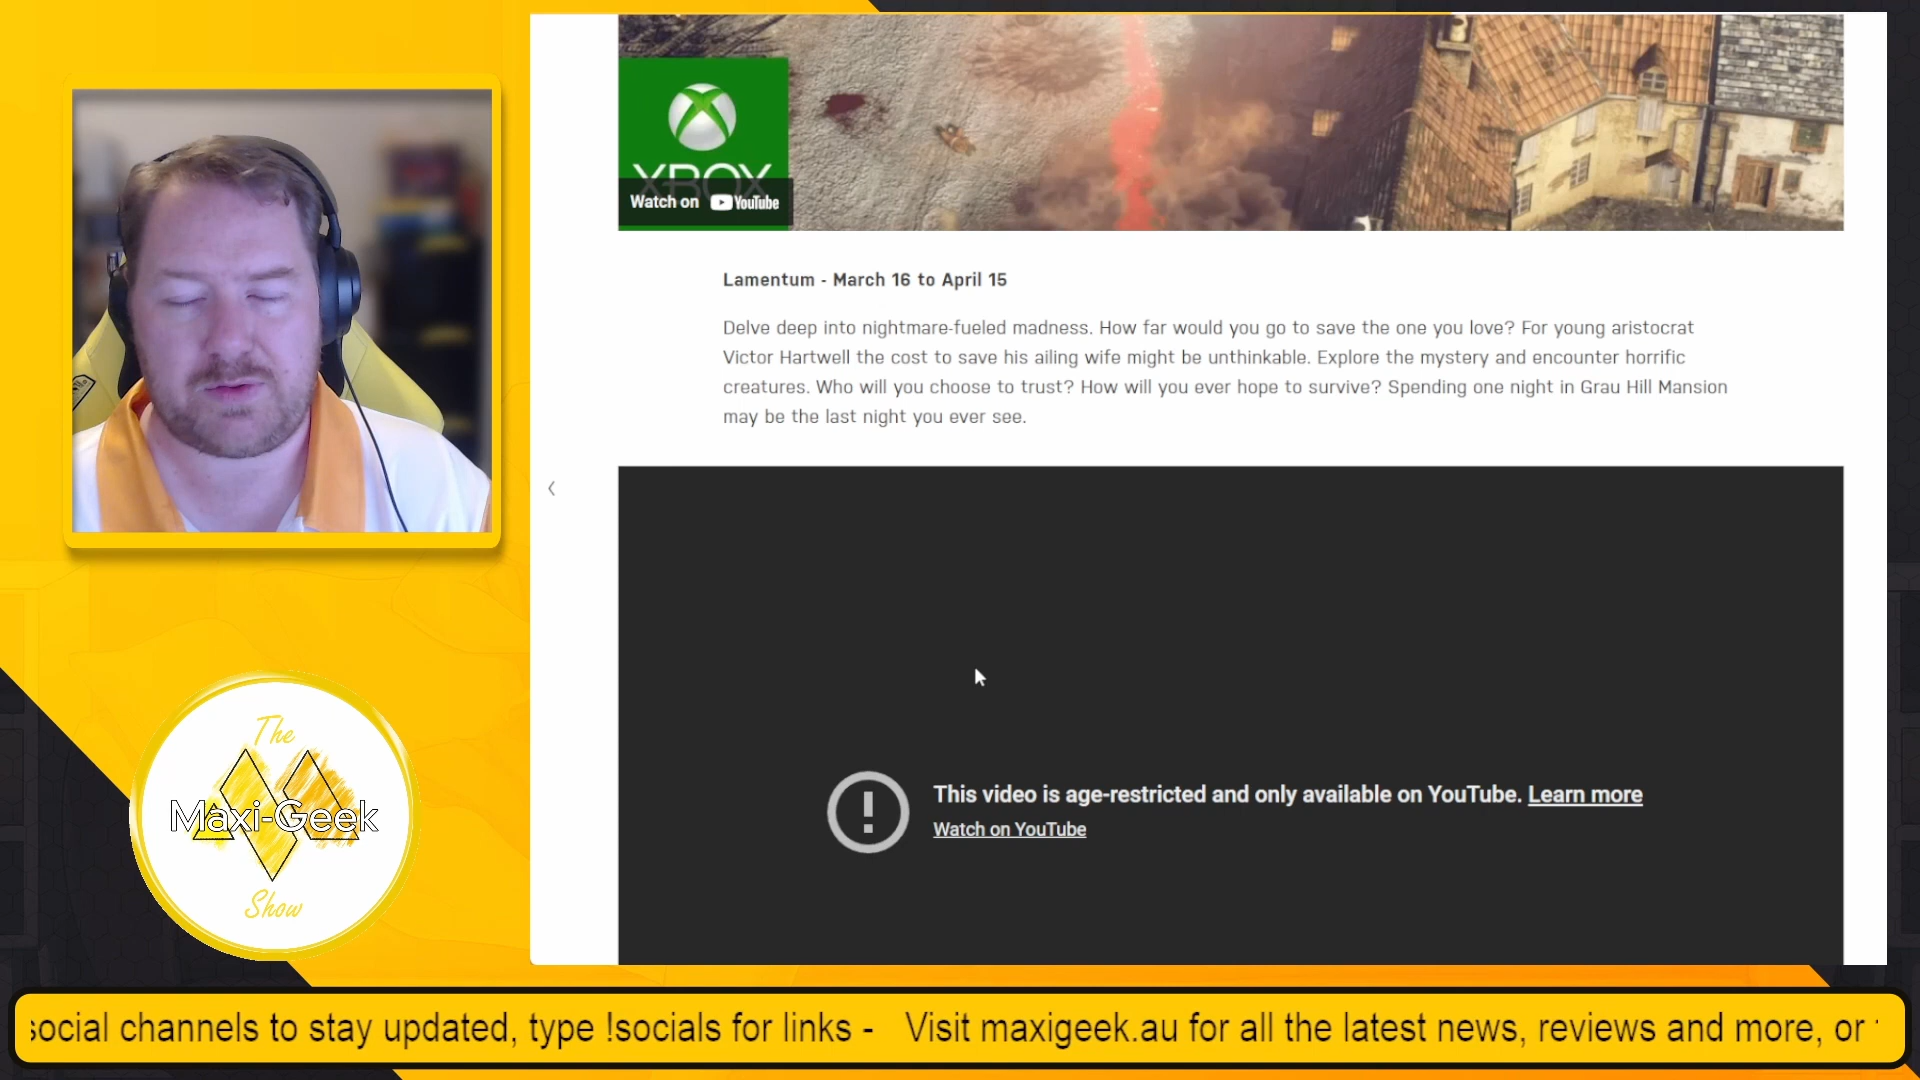 XBOX
Watch on YouTube
Lamentum - March 16 to April 15
Delve deep into nightmare-fueled madness. How far would you go to save the one you love? For young aristocrat
Victor Hartwell the cost to save his ailing wife might be unthinkable. Explore the mystery and encounter horrific
creatures. Who will you choose to trust? How will you ever hope to survive? Spending one night in Grau Hill Mansion
may be the last night you ever see.
This video is age-restricted and only available on YouTube. Learn more
Watch on YouTube
The
Maxi-Geek
Show
social channels to stay updated, type !socials for links - Visit maxigeek.au for all the latest news, reviews and more, or